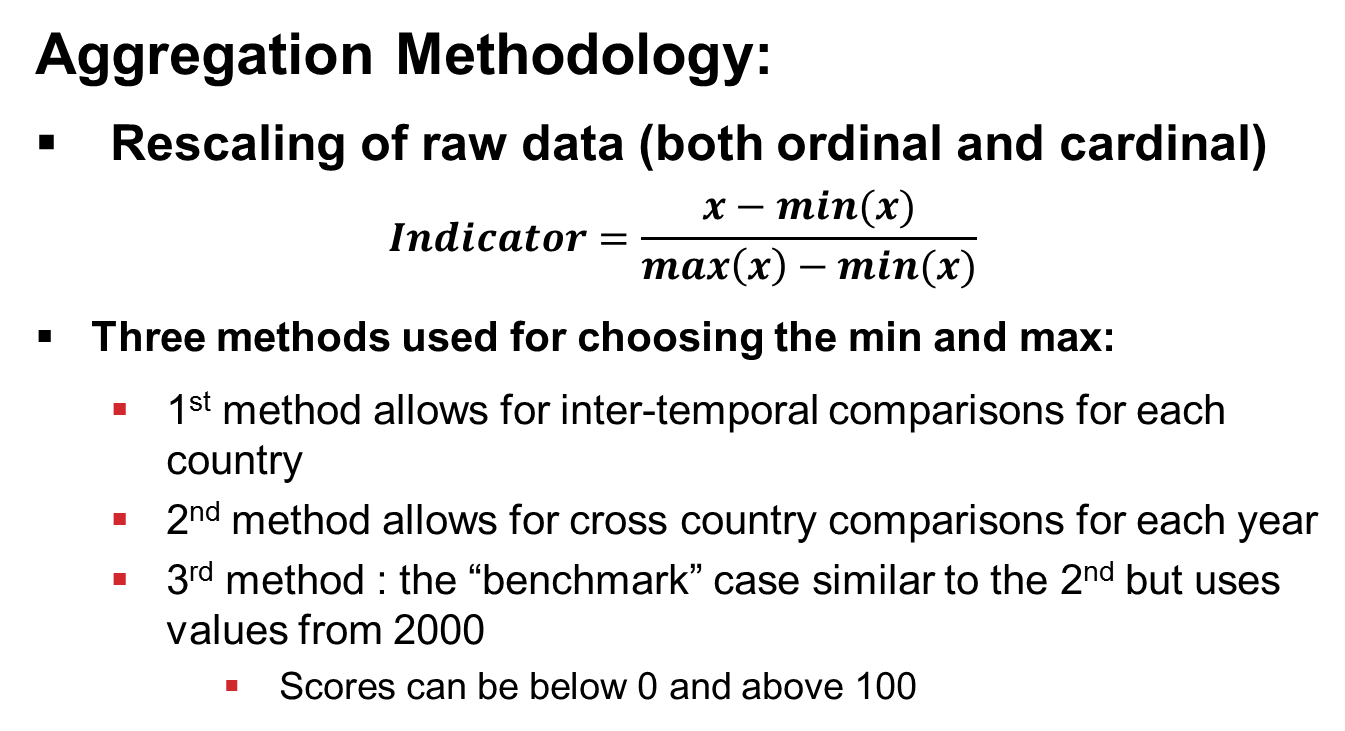 Aggregation Methodology:
▪ Rescaling of raw data (both ordinal and cardinal)
Indicator = (x − min(x)) / (max(x) − min(x))
▪ Three methods used for choosing the min and max:
▪ 1st method allows for inter-temporal comparisons for each
country
▪ 2nd method allows for cross country comparisons for each year
▪ 3rd method : the “benchmark” case similar to the 2nd but uses
values from 2000
▪ Scores can be below 0 and above 100